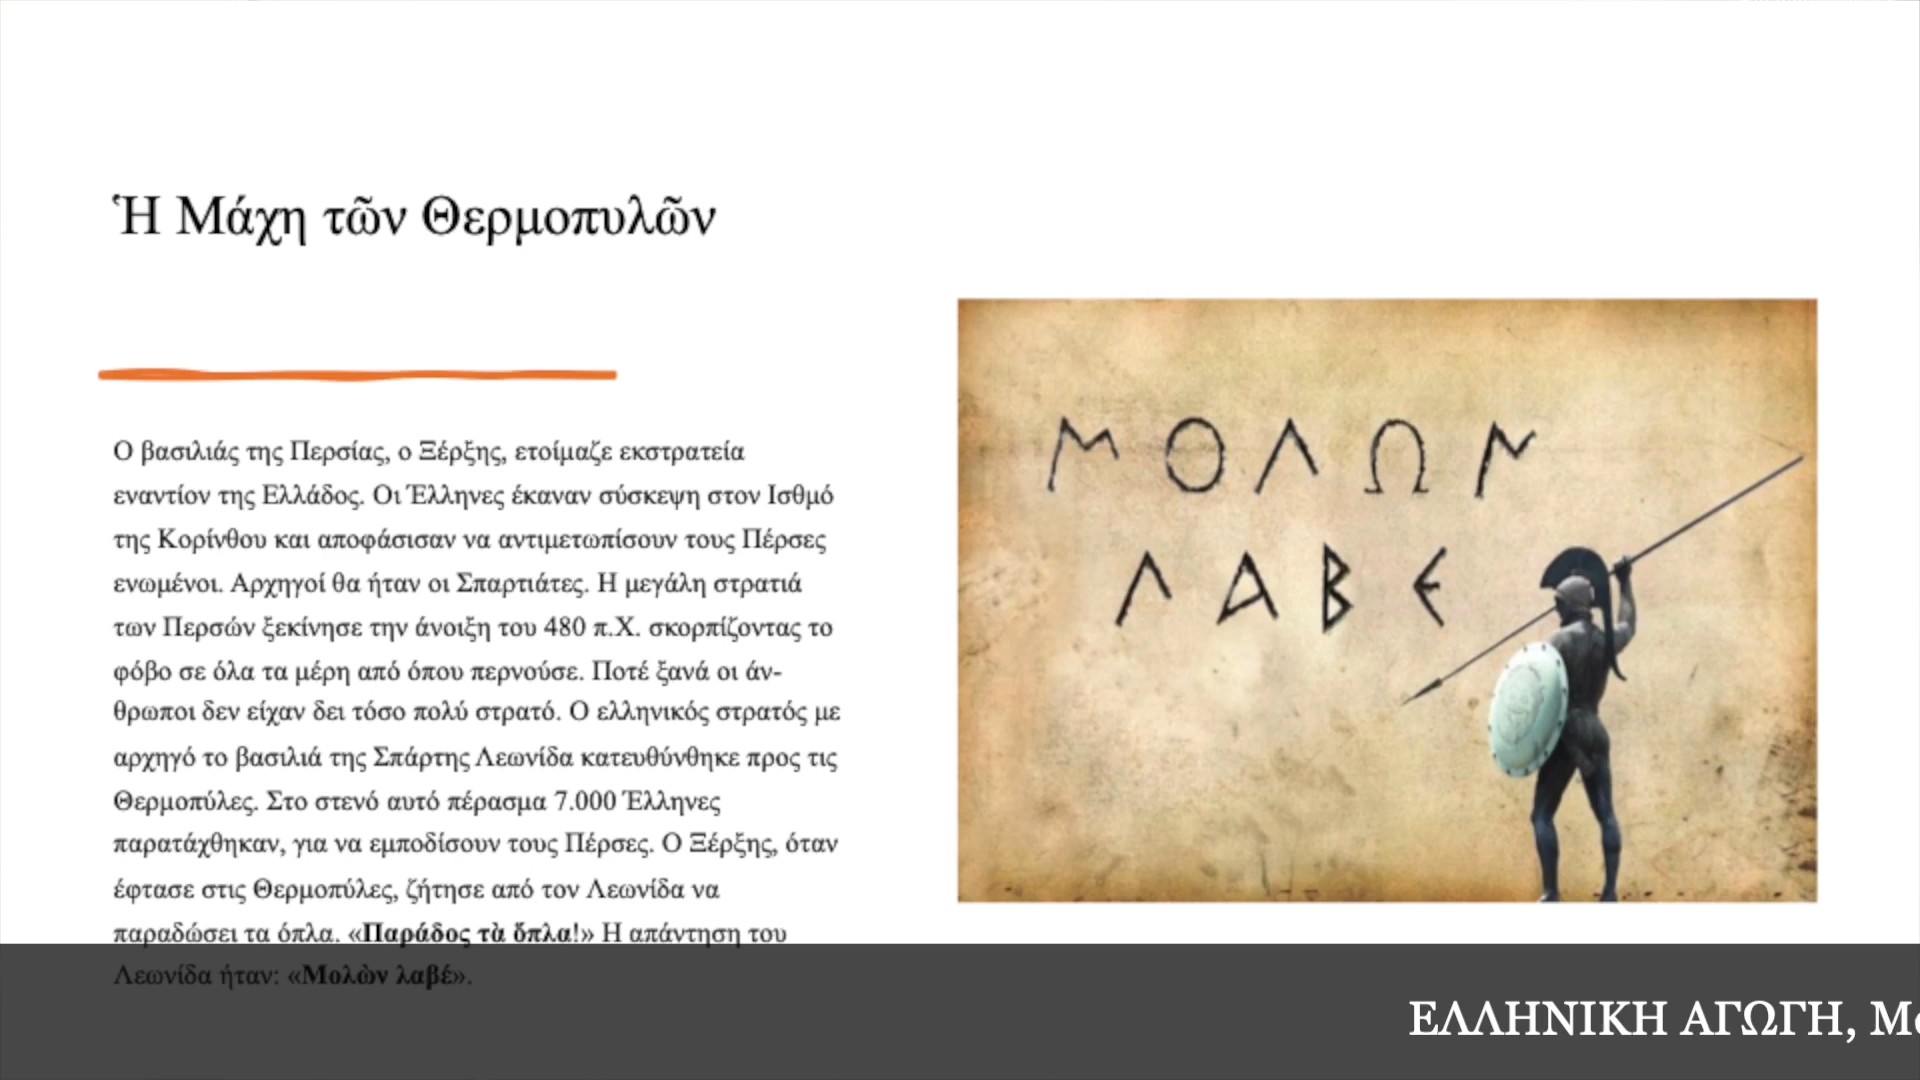 Ἡ Μάχη τῶν Θερμοπυλῶν
Ο βασιλιάς της Περσίας, ο Ξέρξης, ετοίμαζε εκστρατεία
εναντίον της Ελλάδος. Οι Έλληνες έκαναν σύσκεψη στον Ισθμό
της Κορίνθου και αποφάσισαν να αντιμετωπίσουν τους Πέρσες
ενωμένοι. Αρχηγοί θα ήταν οι Σπαρτιάτες. Η μεγάλη στρατιά
των Περσών ξεκίνησε την άνοιξη του 480 π.Χ. σκορπίζοντας το
φόβο σε όλα τα μέρη από όπου περνούσε. Ποτέ ξανά οι άν-
θρωποι δεν είχαν δει τόσο πολύ στρατό. Ο ελληνικός στρατός με
αρχηγό το βασιλιά της Σπάρτης Λεωνίδα κατευθύνθηκε προς τις
Θερμοπύλες. Στο στενό αυτό πέρασμα 7.000 Έλληνες
παρατάχθηκαν, για να εμποδίσουν τους Πέρσες. Ο Ξέρξης, όταν
έφτασε στις Θερμοπύλες, ζήτησε από τον Λεωνίδα να
παραδώσει τα όπλα. «Παράδος τὰ ὅπλα!» Η απάντηση του
Λεωνίδα ήταν: «Μολὼν λαβέ».
ΜΟΛΩΝ
ΛΑΒΕ
ΕΛΛΗΝΙΚΗ ΑΓΩΓΗ,